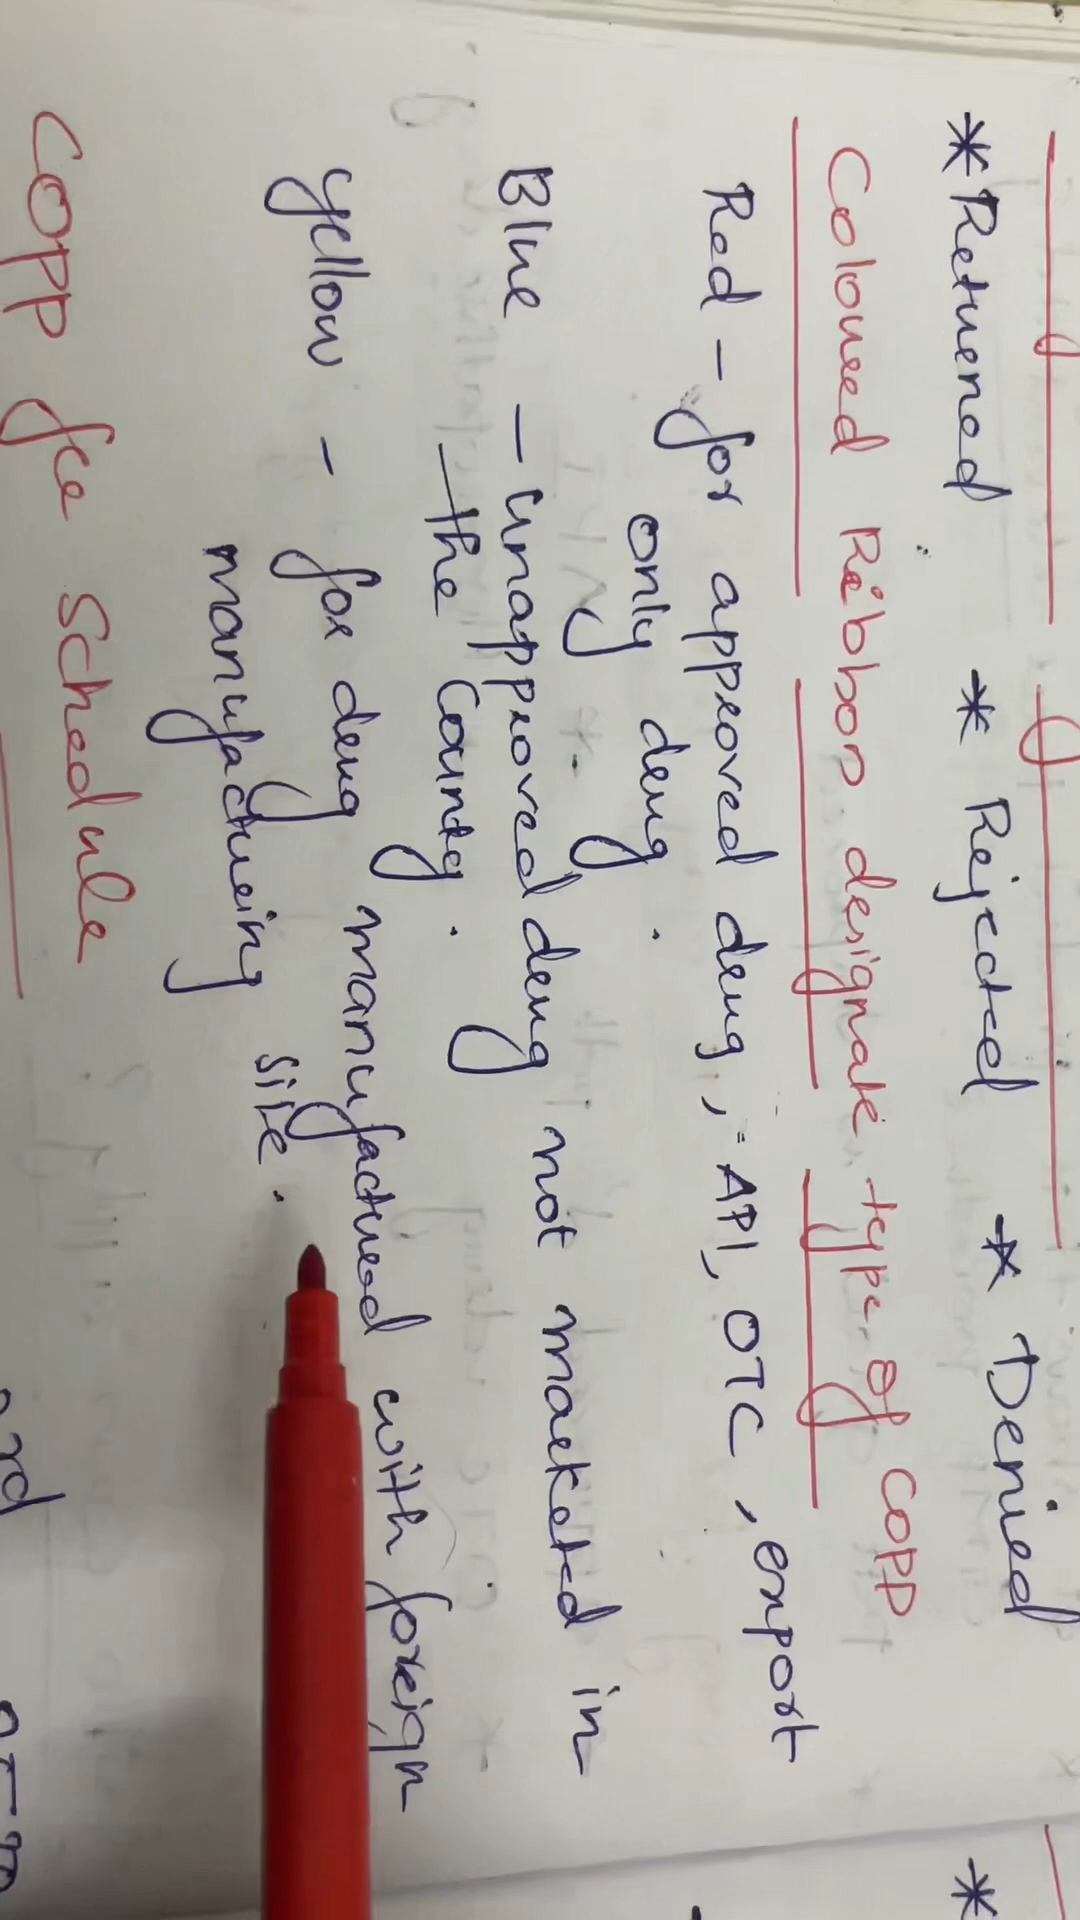 * Returned * Rejected * Denied
Coloured Ribbon designate type of COPP
Red - for approved drug, API, OTC, export
only drug.
Blue - Unapproved drug not marketed in
the Country.
Yellow - for drug manufactured with foreign
manufacturing site.
COPP fee Schedule